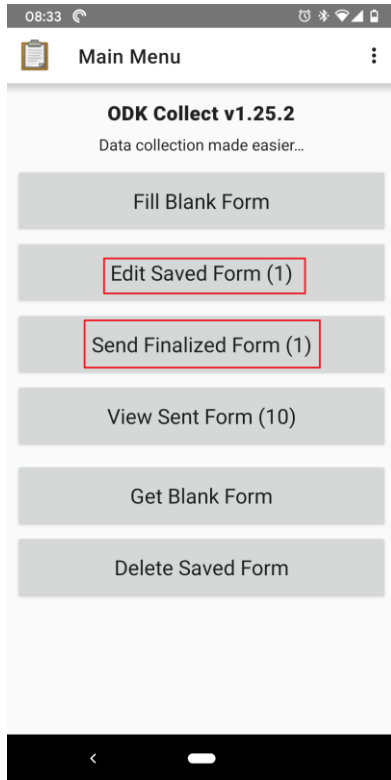 08:33
Main Menu
ODK Collect v1.25.2
Data collection made easier...
Fill Blank Form
Edit Saved Form (1)
Send Finalized Form (1)
View Sent Form (10)
Get Blank Form
Delete Saved Form